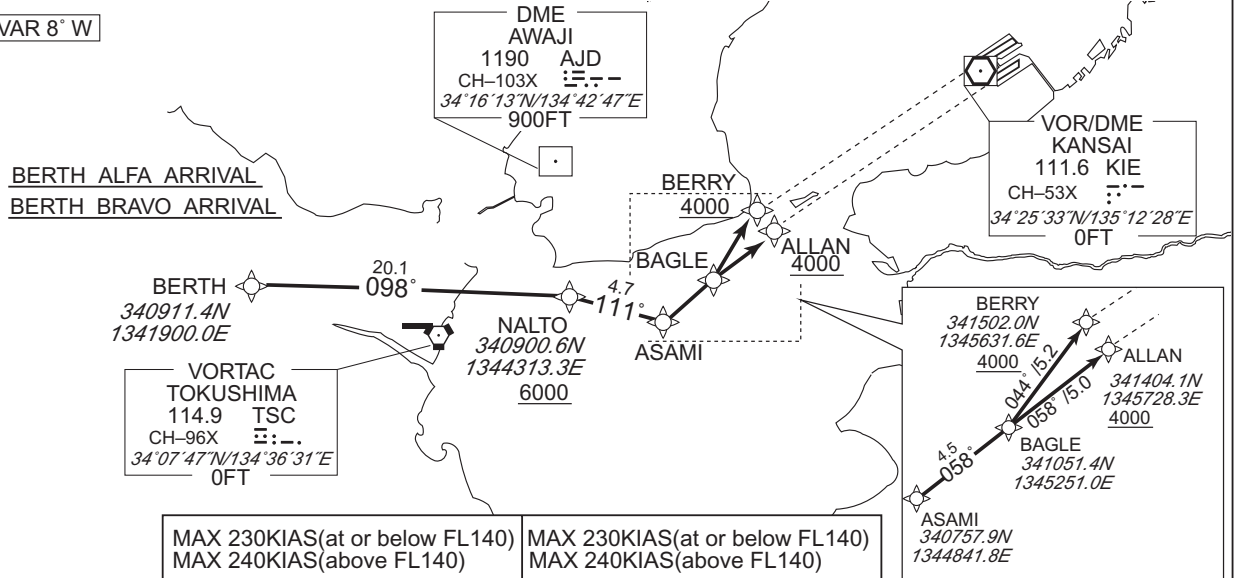 VAR 8° W
DME
AWAJI
1190 AJD
CH–103X
34°16′13″N/134°42′47″E
900FT
VOR/DME
KANSAI
111.6 KIE
CH–53X
34°25′33″N/135°12′28″E
0FT
BERTH ALFA ARRIVAL
BERTH BRAVO ARRIVAL
BERRY
4000
ALLAN
4000
BAGLE
BERTH
340911.4N
1341900.0E
20.1
098°
NALTO
340900.6N
1344313.3E
6000
4.7
111°
ASAMI
VORTAC
TOKUSHIMA
114.9 TSC
CH–96X
34°07′47″N/134°36′31″E
0FT
BERRY
341502.0N
1345631.6E
4000
ALLAN
341404.1N
1345728.3E
4000
044° /5.2
058° /5.0
BAGLE
341051.4N
1345251.0E
4.5
058°
ASAMI
340757.9N
1344841.8E
MAX 230KIAS(at or below FL140)
MAX 240KIAS(above FL140)
MAX 230KIAS(at or below FL140)
MAX 240KIAS(above FL140)